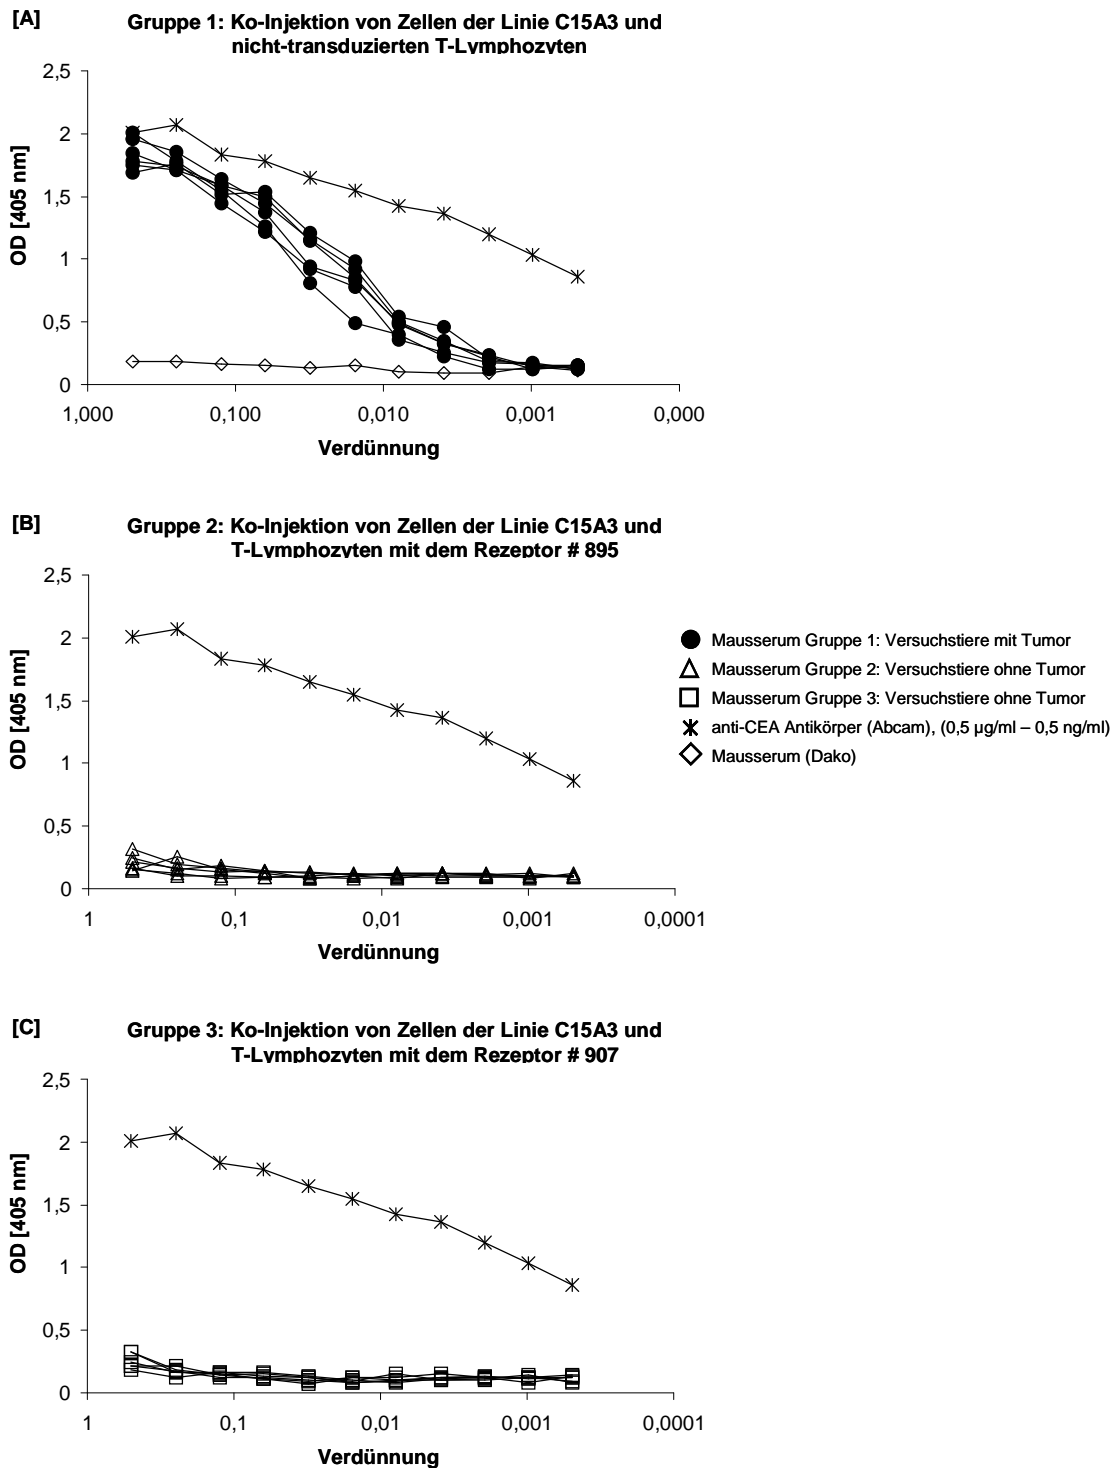 [A]
Gruppe 1: Ko-Injektion von Zellen der Linie C15A3 und
nicht-transduzierten T-Lymphozyten
2,5
2
1,5
1
0,5
0
OD [405 nm]
1,000
0,100
0,010
0,001
0,000
Verdünnung
[B]
Gruppe 2: Ko-Injektion von Zellen der Linie C15A3 und
T-Lymphozyten mit dem Rezeptor # 895
2,5
2
1,5
1
0,5
0
OD [405 nm]
1
0,1
0,01
0,001
0,0001
Verdünnung
Mausserum Gruppe 1: Versuchstiere mit Tumor
Mausserum Gruppe 2: Versuchstiere ohne Tumor
Mausserum Gruppe 3: Versuchstiere ohne Tumor
anti-CEA Antikörper (Abcam), (0,5 µg/ml – 0,5 ng/ml)
Mausserum (Dako)
[C]
Gruppe 3: Ko-Injektion von Zellen der Linie C15A3 und
T-Lymphozyten mit dem Rezeptor # 907
2,5
2
1,5
1
0,5
0
OD [405 nm]
1
0,1
0,01
0,001
0,0001
Verdünnung